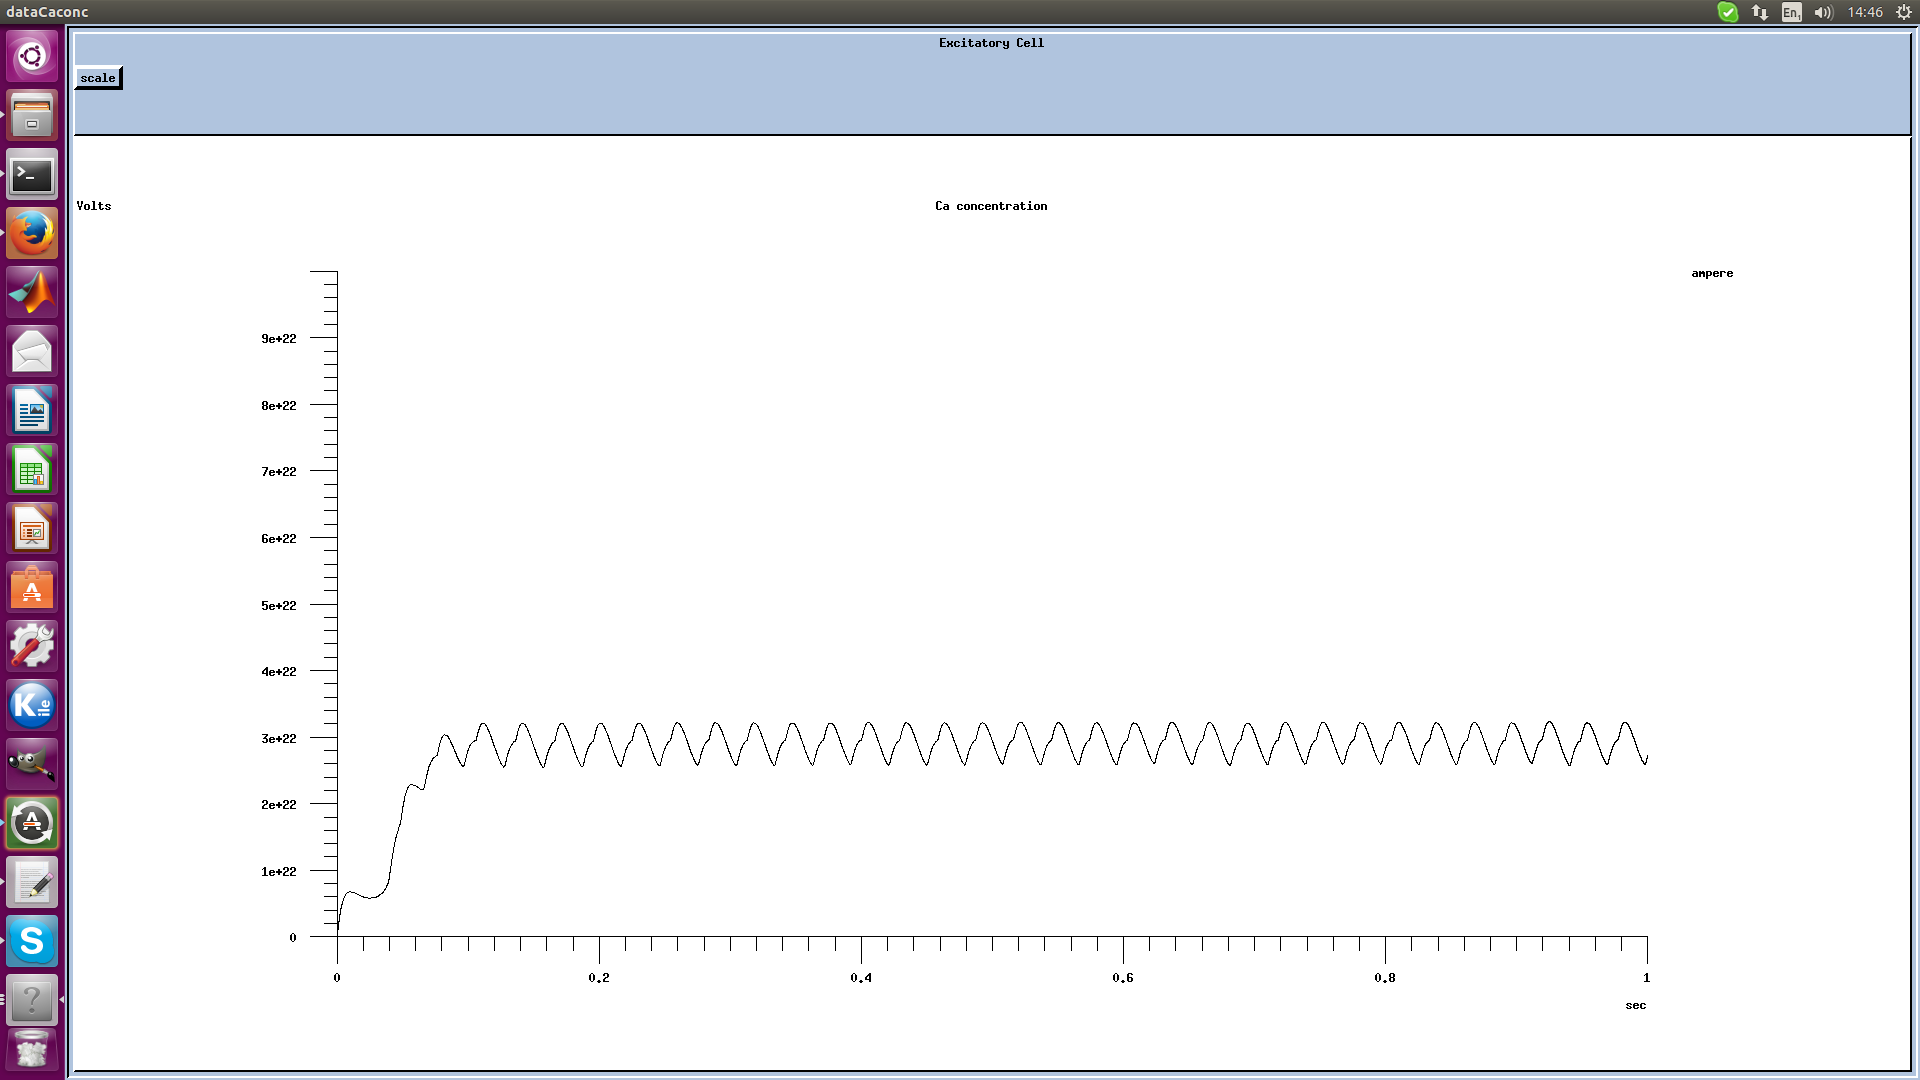 dataCaconc
En1
14:46
Excitatory Cell
scale
Volts
Ca concentration
ampere
9e+22
8e+22
7e+22
6e+22
5e+22
4e+22
3e+22
2e+22
1e+22
0
0 0.2 0.4 0.6 0.8 1
sec